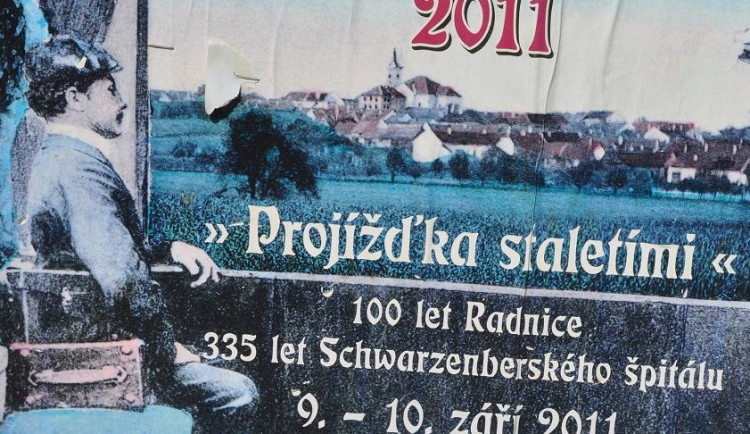 2011
» Projížďka staletími «
100 let Radnice
335 let Schwarzenberského špitálu
9. – 10. září 2011